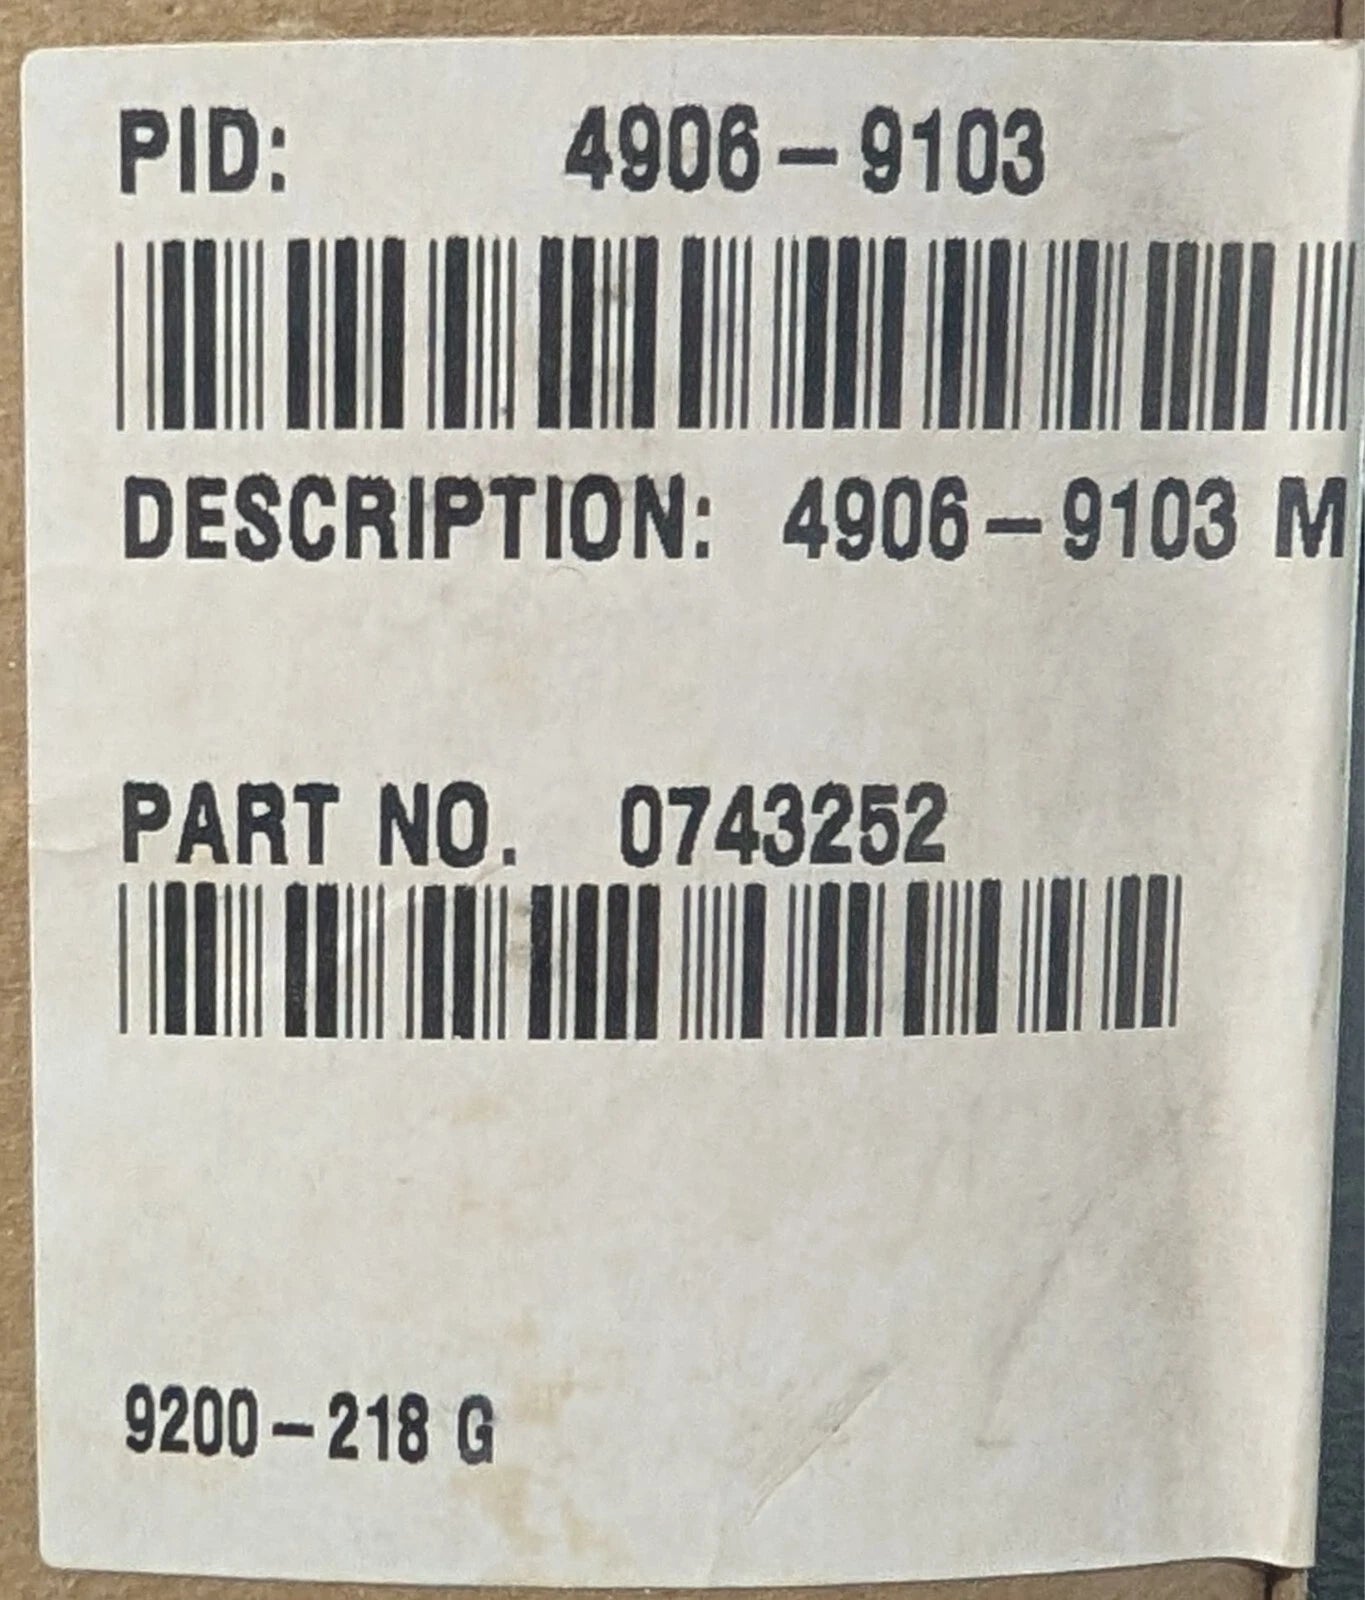 PID: 4906-9103
DESCRIPTION: 4906-9103 M
PART NO. 0743252
9200-218 G